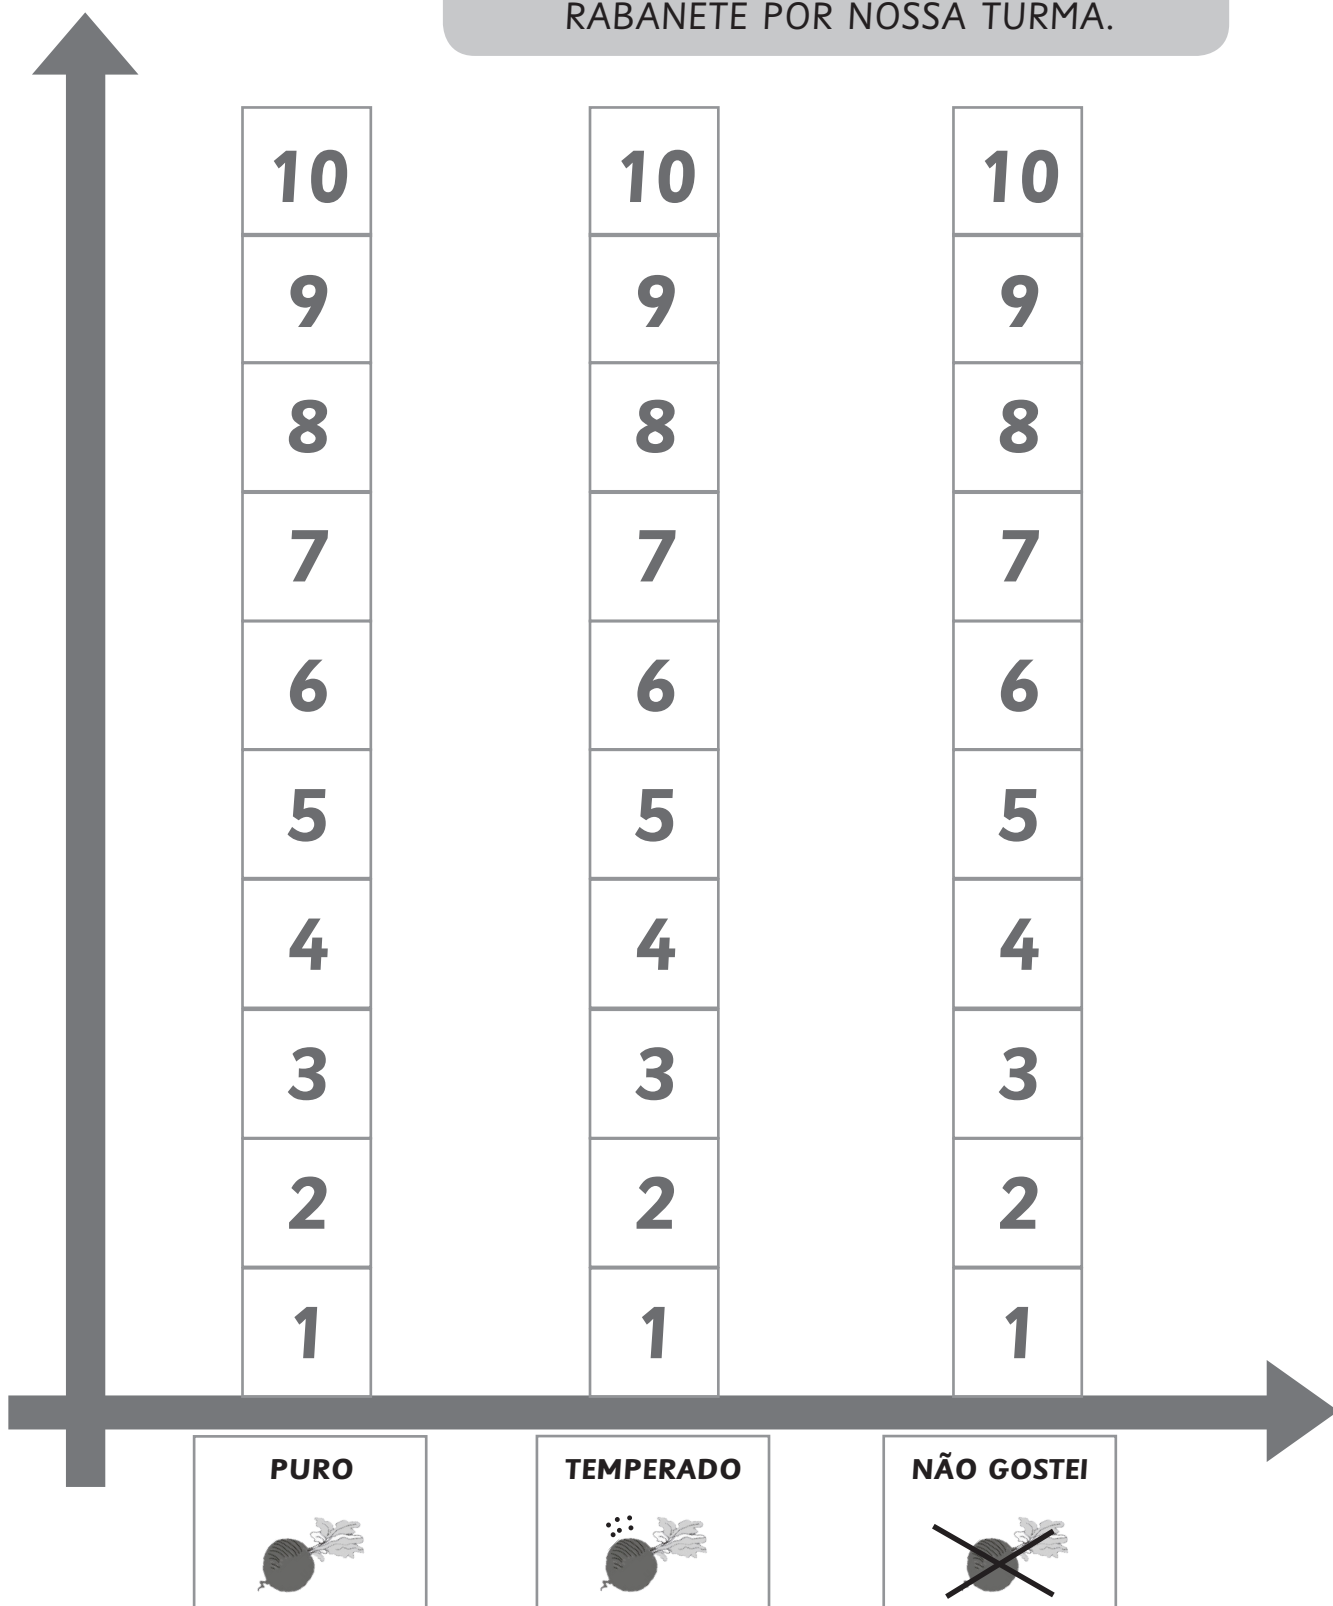 RABANETE POR NOSSA TURMA.
10 10 10
9 9 9
8 8 8
7 7 7
6 6 6
5 5 5
4 4 4
3 3 3
2 2 2
1 1 1
PURO TEMPERADO NÃO GOSTEI